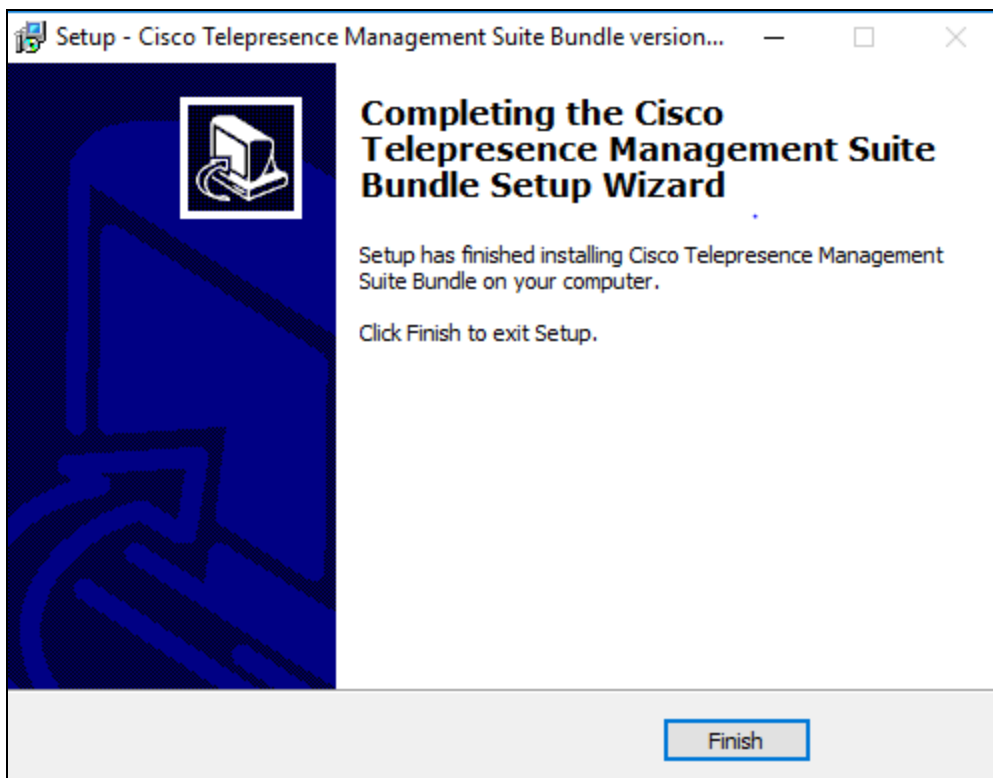 Setup - Cisco Telepresence Management Suite Bundle version...
Completing the Cisco
Telepresence Management Suite
Bundle Setup Wizard
Setup has finished installing Cisco Telepresence Management
Suite Bundle on your computer.
Click Finish to exit Setup.
Finish